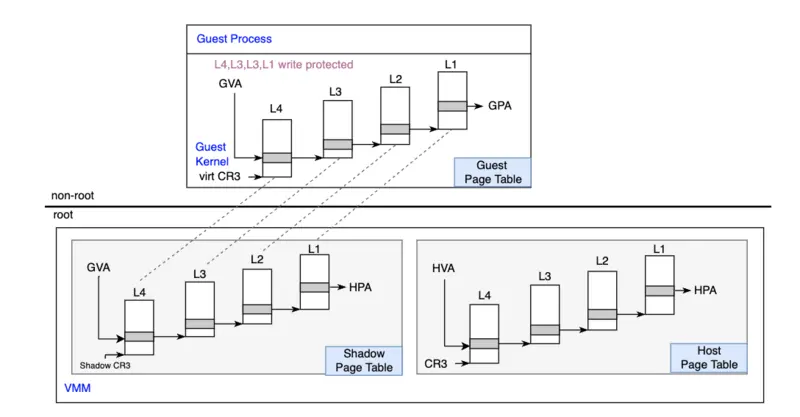 Guest Process
L4,L3,L3,L1 write protected
GVA
L4
L3
L2
L1
GPA
Guest
Kernel
virt CR3
Guest
Page Table
non-root
root
GVA
L4
L3
L2
L1
HPA
Shadow CR3
Shadow
Page Table
HVA
L4
L3
L2
L1
HPA
CR3
Host
Page Table
VMM